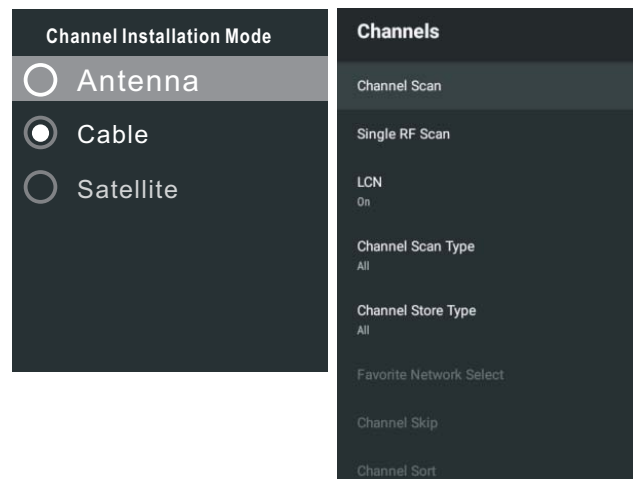 Channel Installation Mode
Antenna
Cable
Satellite
Channels
Channel Scan
Single RF Scan
LCN
On
Channel Scan Type
All
Channel Store Type
All
Favorite Network Select
Channel Skip
Channel Sort